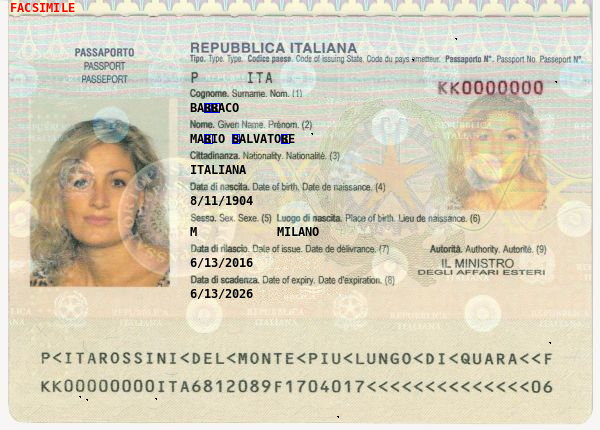 FACSIMILE
PASSAPORTO
PASSPORT
PASSEPORT
REPUBBLICA ITALIANA
Tipo. Type. Type. Codice paese. Code of issuing State. Code du pays émetteur. Passaporto N°. Passport No. Passeport N°.
P ITA
KK0000000
Cognome. Surname. Nom. (1)
Nome. Given Name. Prénom. (2)
Cittadinanza. Nationality. Nationalité. (3)
ITALIANA
Data di nascita. Date of birth. Date de naissance. (4)
8/11/1904
Sesso. Sex. Sexe. (5) Luogo di nascita. Place of birth. Lieu de naissance. (6)
M MILANO
Data di rilascio. Date of issue. Date de délivrance. (7)
Autorità. Authority. Autorité. (9)
6/13/2016
IL MINISTRO
DEGLI AFFARI ESTERI
Data di scadenza. Date of expiry. Date d'expiration. (8)
6/13/2026
P<ITAROSSINI<DEL<MONTE<PIU<LUNGO<DI<QUARA<<F
KK00000000ITA6812089F1704017<<<<<<<<<<<<<<06